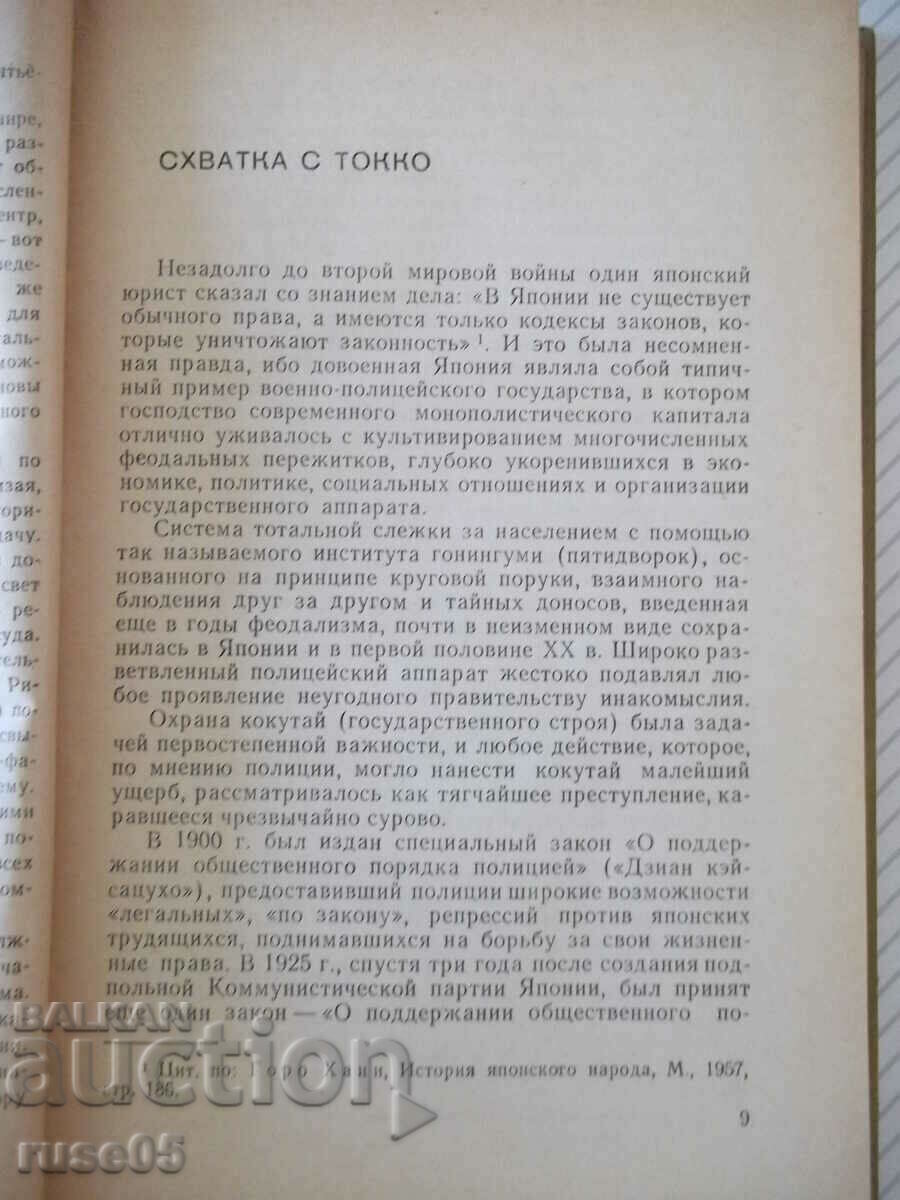 СХВАТКА С ТОККО
Незадолго до второй мировой войны один японский
юрист сказал со знанием дела: «В Японии не существует
обычного права, а имеются только кодексы законов, ко-
торые уничтожают законность» ¹. И это была несомнен-
ная правда, ибо довоенная Япония являла собой типич-
ный пример военно-полицейского государства, в котором
господство современного монополистического капитала
отлично уживалось с культивированием многочисленных
феодальных пережитков, глубоко укоренившихся в эко-
номике, политике, социальных отношениях и организации
государственного аппарата.
Система тотальной слежки за населением с помощью
так называемого института гонингуми (пятидворок), ос-
нованного на принципе круговой поруки, взаимного на-
блюдения друг за другом и тайных доносов, введенная
еще в годы феодализма, почти в неизменном виде сохра-
нилась в Японии и в первой половине XX в. Широко раз-
ветвленный полицейский аппарат жестоко подавлял лю-
бое проявление неугодного правительству инакомыслия.
Охрана кокутай (государственного строя) была зада-
чей первостепенной важности, и любое действие, которое,
по мнению полиции, могло нанести кокутай малейший
ущерб, рассматривалось как тягчайшее преступление, ка-
равшееся чрезвычайно сурово.
В 1900 г. был издан специальный закон «О поддер-
жании общественного порядка полицией» («Дзиан кэй-
сацухо»), предоставивший полиции широкие возможности
«легальных», «по закону», репрессий против японских
трудящихся, поднимавшихся на борьбу за свои жизнен-
ные права. В 1925 г., спустя три года после создания под-
польной Коммунистической партии Японии, был принят
еще один закон — «О поддержании общественного по-
¹ Цит. по: Горо Хани, История японского народа, М., 1957,
стр. 186.
9
BALKAN
auction
ruse05